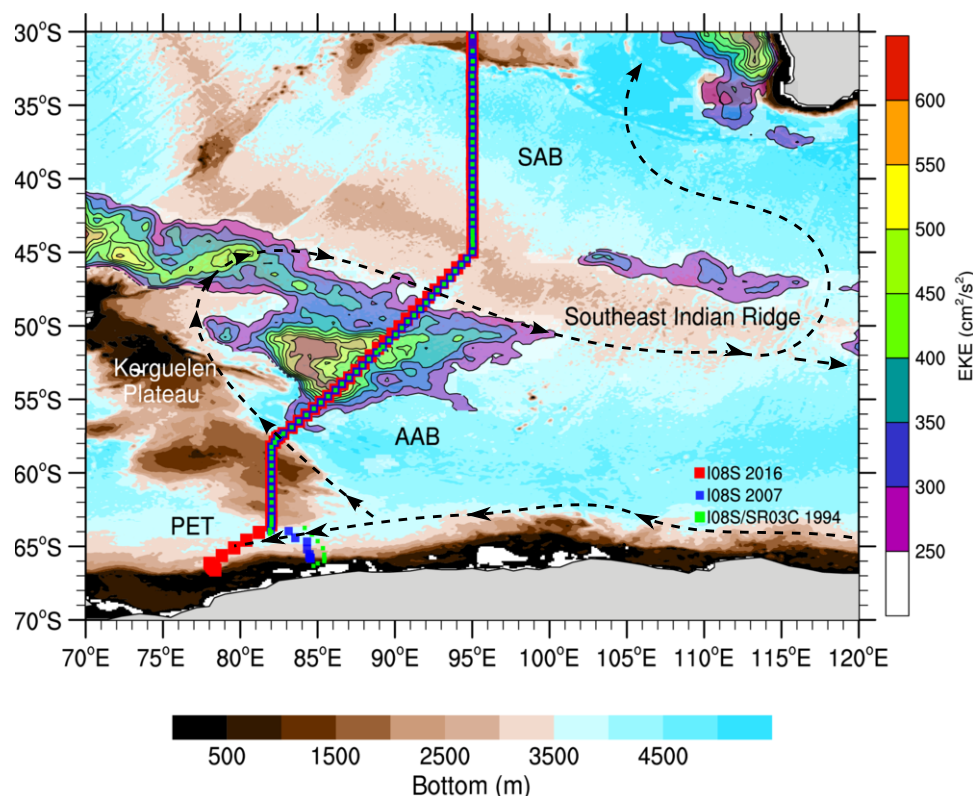 30°S
35°S
40°S
45°S
50°S
55°S
60°S
65°S
70°S
70°E 75°E 80°E 85°E 90°E 95°E 100°E 105°E 110°E 115°E 120°E
SAB
Southeast Indian Ridge
Kerguelen
Plateau
AAB
PET
I08S 2016
I08S 2007
I08S/SR03C 1994
600
550
500
450
400
350
300
250
EKE (cm²/s²)
500 1500 2500 3500 4500
Bottom (m)